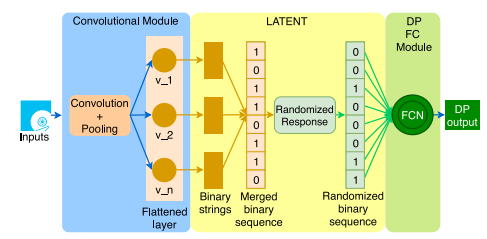 Convolutional Module
LATENT
DP
FC
Module
Inputs
Convolution
+
Pooling
v_1
v_2
v_n
Flattened
layer
Binary
strings
1
0
1
1
0
1
1
0
Merged
binary
sequence
Randomized
Response
0
0
1
0
0
0
1
1
Randomized
binary
sequence
FCN
DP
output